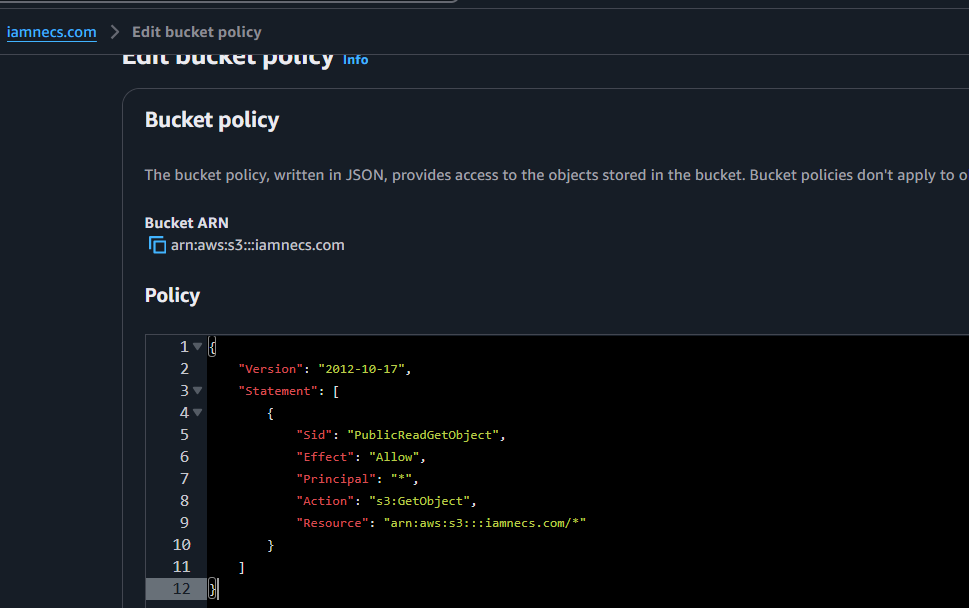 iamnecs.com > Edit bucket policy
Edit bucket policy Info
Bucket policy
The bucket policy, written in JSON, provides access to the objects stored in the bucket. Bucket policies don't apply to o
Bucket ARN
arn:aws:s3:::iamnecs.com
Policy
1 {
2 "Version": "2012-10-17",
3 "Statement": [
4 {
5 "Sid": "PublicReadGetObject",
6 "Effect": "Allow",
7 "Principal": "*",
8 "Action": "s3:GetObject",
9 "Resource": "arn:aws:s3:::iamnecs.com/*"
10 }
11 ]
12 }